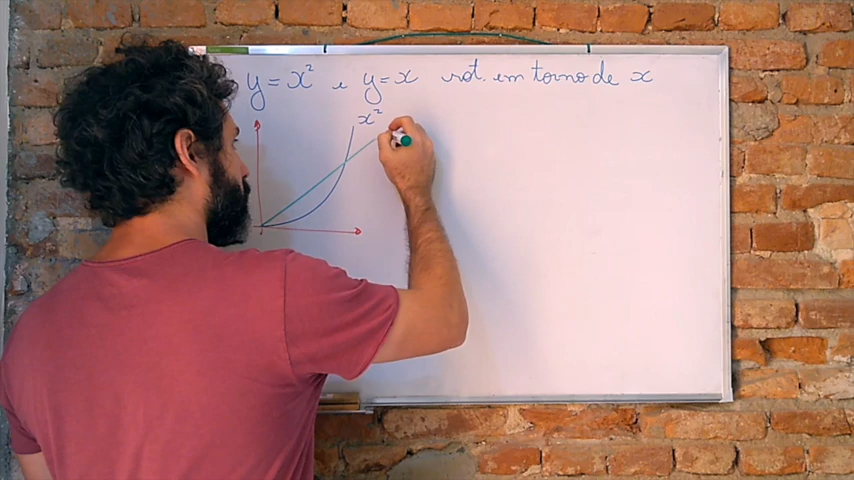 y = x² e y = x rot. em torno de x
x²